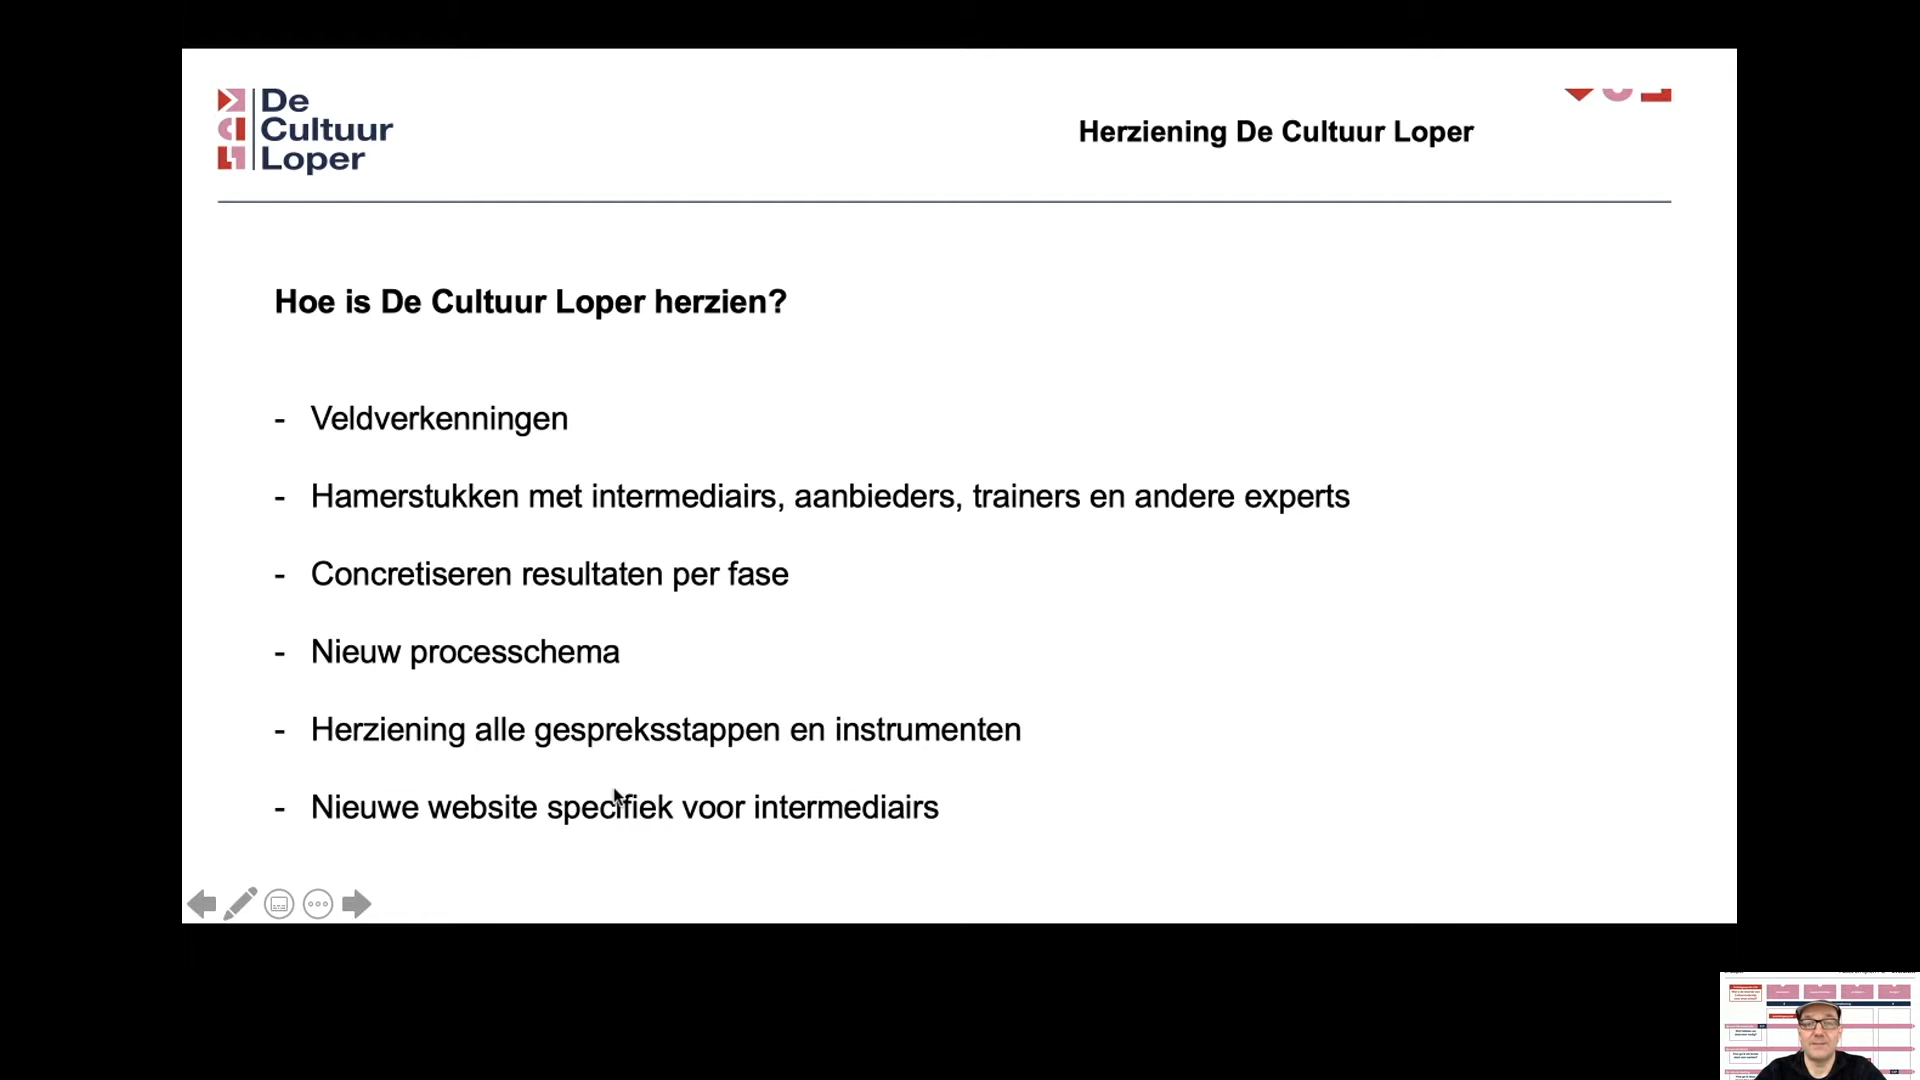 De
Cultuur
Loper
Herziening De Cultuur Loper
Hoe is De Cultuur Loper herzien?
- Veldverkenningen
- Hamerstukken met intermediairs, aanbieders, trainers en andere experts
- Concretiseren resultaten per fase
- Nieuw processchema
- Herziening alle gespreksstappen en instrumenten
- Nieuwe website specifiek voor intermediairs